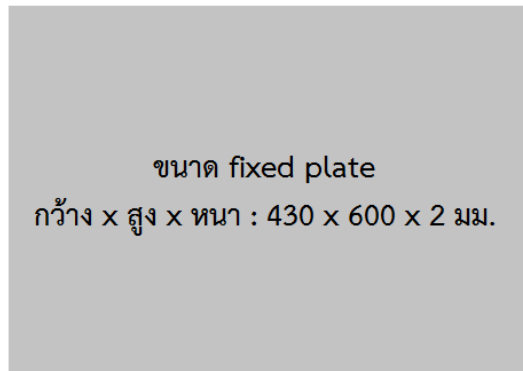 ขนาด fixed plate
กว้าง x สูง x หนา : 430 x 600 x 2 มม.